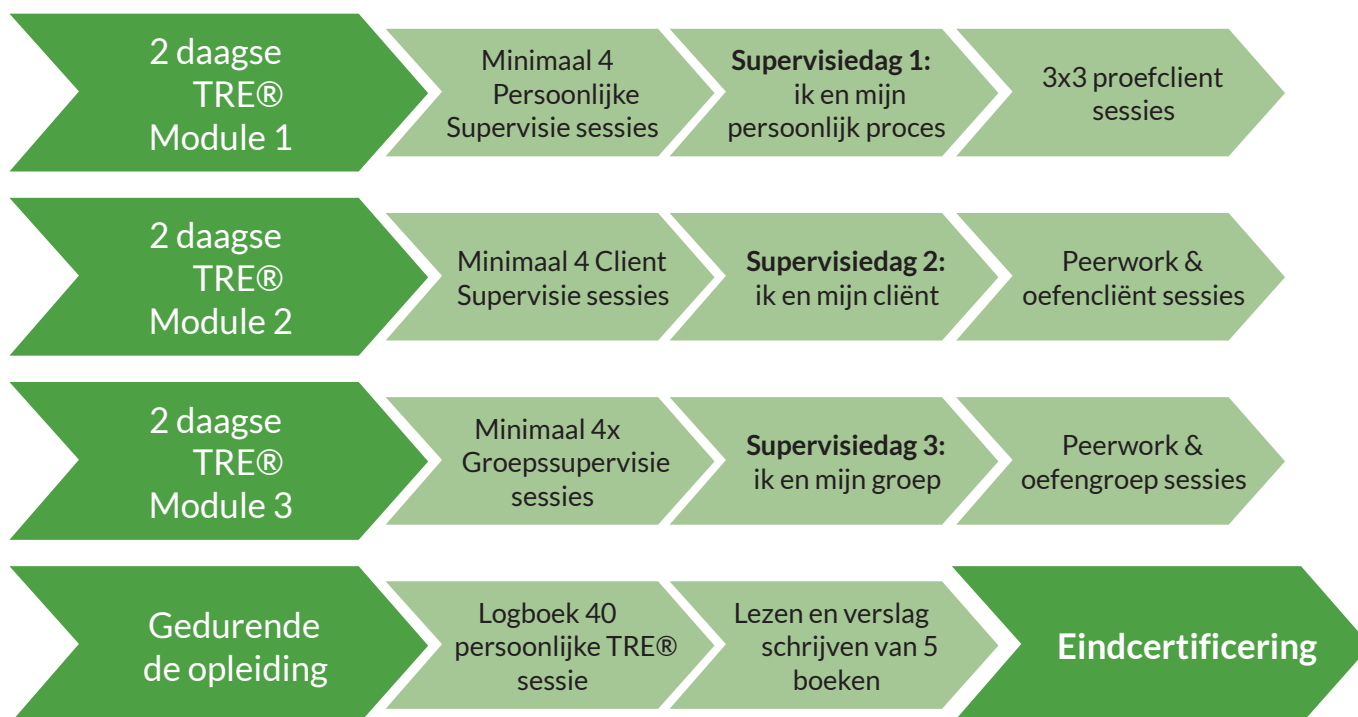 2 daagse
TRE®
Module 1
Minimaal 4
Persoonlijke
Supervisie sessies
Supervisiedag 1:
ik en mijn
persoonlijk proces
3x3 proefclient
sessies
2 daagse
TRE®
Module 2
Minimaal 4 Client
Supervisie sessies
Supervisiedag 2:
ik en mijn cliënt
Peerwork &
oefencliënt sessies
2 daagse
TRE®
Module 3
Minimaal 4x
Groepssupervisie
sessies
Supervisiedag 3:
ik en mijn groep
Peerwork &
oefengroep sessies
Gedurende
de opleiding
Logboek 40
persoonlijke TRE®
sessie
Lezen en verslag
schrijven van 5
boeken
Eindcertificering